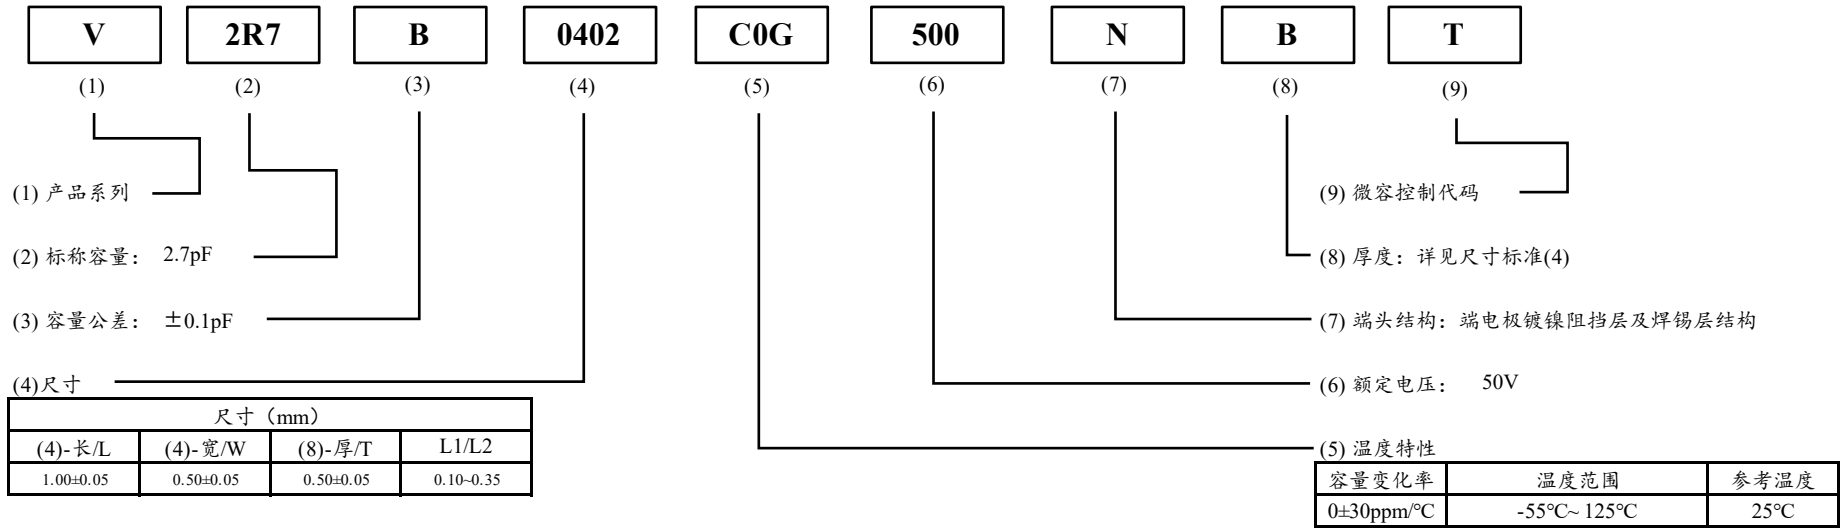 V 2R7 B 0402 C0G 500 N B T
(1) (2) (3) (4) (5) (6) (7) (8) (9)
(1) 产品系列
(9) 微容控制代码
(2) 标称容量： 2.7pF
(8) 厚度：详见尺寸标准(4)
(3) 容量公差： ±0.1pF
(7) 端头结构：端电极镀镍阻挡层及焊锡层结构
(4)尺寸
(6) 额定电压： 50V
尺寸（mm）
(4)-长/L (4)-宽/W (8)-厚/T L1/L2
1.00±0.05 0.50±0.05 0.50±0.05 0.10~0.35
(5) 温度特性
容量变化率 温度范围 参考温度
0±30ppm/°C -55°C~ 125°C 25°C